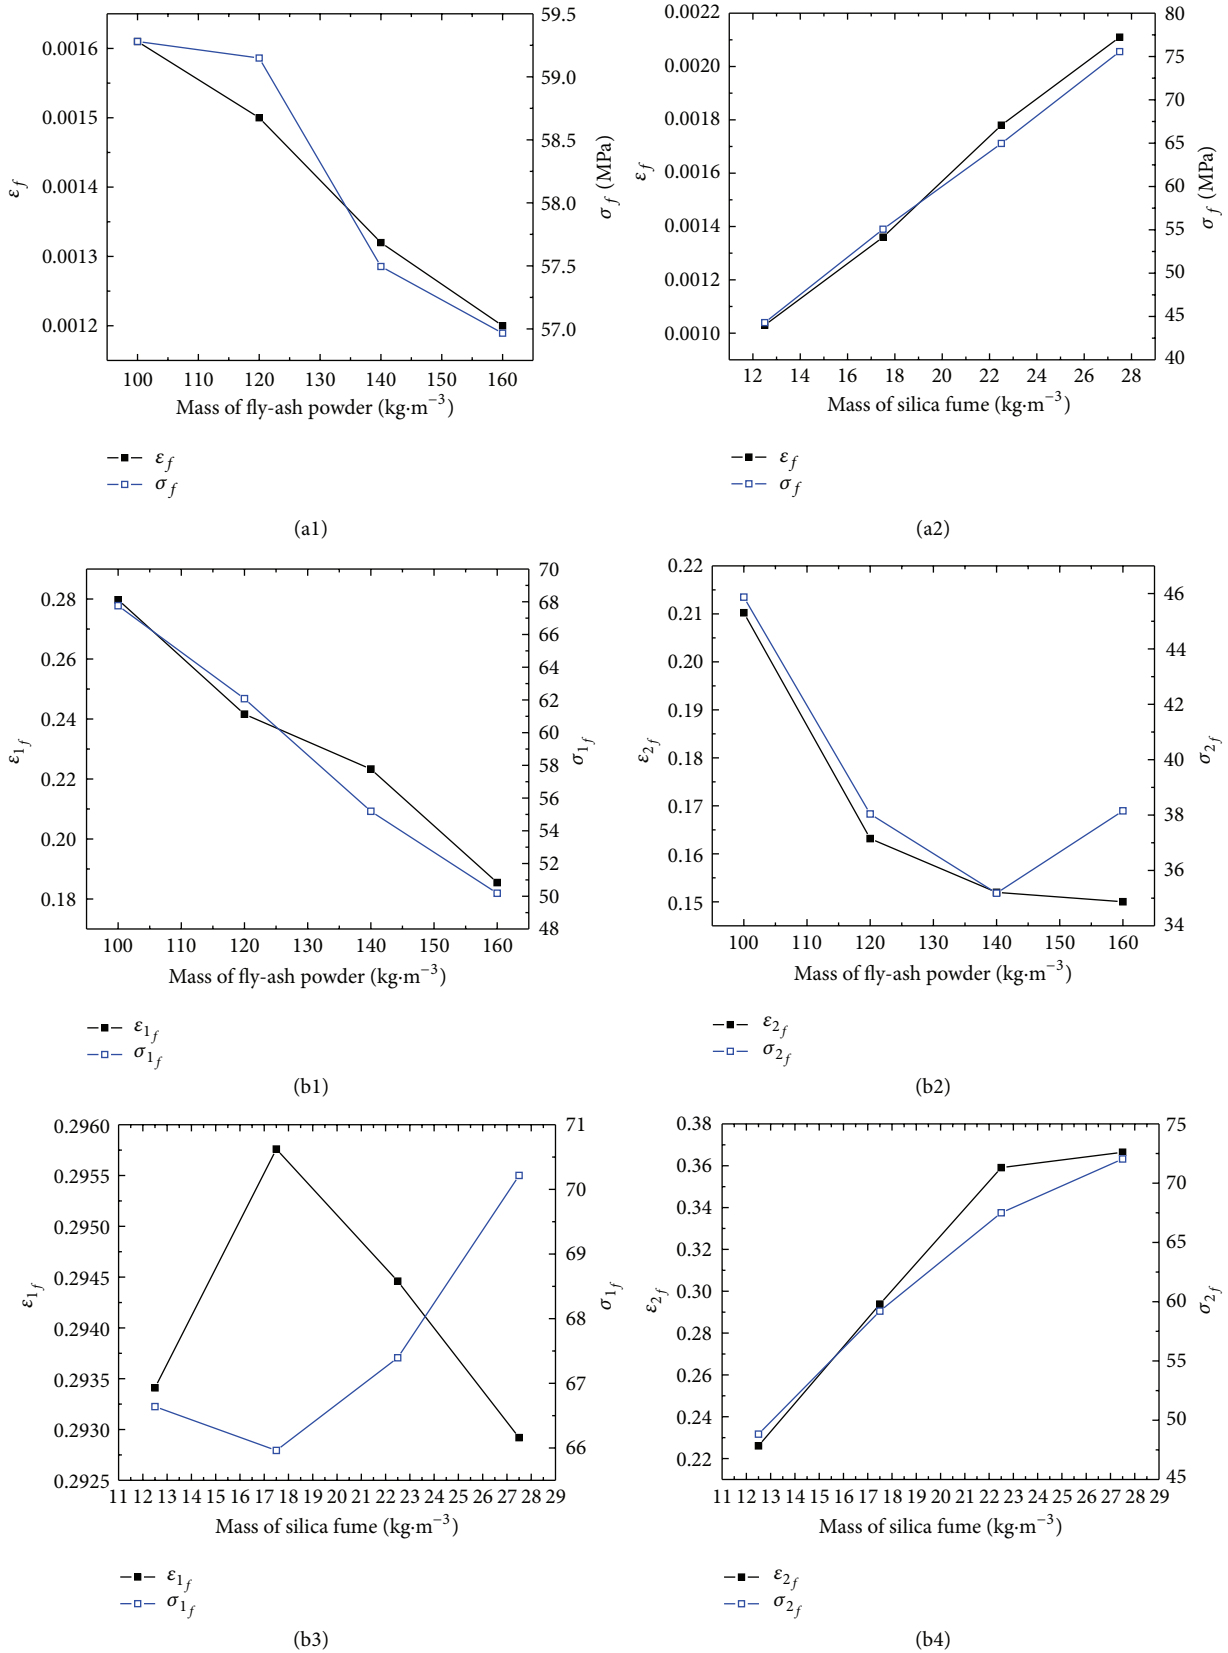 0.0016
0.0015
0.0014
0.0013
0.0012
ε_f
59.5
59.0
58.5
58.0
57.5
57.0
σ_f (MPa)
100 110 120 130 140 150 160
Mass of fly-ash powder (kg·m⁻³)
ε_f
σ_f
(a1)
0.0022
0.0020
0.0018
0.0016
0.0014
0.0012
0.0010
ε_f
80
75
70
65
60
55
50
45
40
σ_f (MPa)
12 14 16 18 20 22 24 26 28
Mass of silica fume (kg·m⁻³)
ε_f
σ_f
(a2)
0.28
0.26
0.24
0.22
0.20
0.18
ε_1f
70
68
66
64
62
60
58
56
54
52
50
48
σ_1f
100 110 120 130 140 150 160
Mass of fly-ash powder (kg·m⁻³)
ε_1f
σ_1f
(b1)
0.22
0.21
0.20
0.19
0.18
0.17
0.16
0.15
ε_2f
46
44
42
40
38
36
34
σ_2f
100 110 120 130 140 150 160
Mass of fly-ash powder (kg·m⁻³)
ε_2f
σ_2f
(b2)
0.2960
0.2955
0.2950
0.2945
0.2940
0.2935
0.2930
0.2925
ε_1f
71
70
69
68
67
66
σ_1f
11 12 13 14 15 16 17 18 19 20 21 22 23 24 25 26 27 28 29
Mass of silica fume (kg·m⁻³)
ε_1f
σ_1f
(b3)
0.38
0.36
0.34
0.32
0.30
0.28
0.26
0.24
0.22
ε_2f
75
70
65
60
55
50
45
σ_2f
11 12 13 14 15 16 17 18 19 20 21 22 23 24 25 26 27 28 29
Mass of silica fume (kg·m⁻³)
ε_2f
σ_2f
(b4)